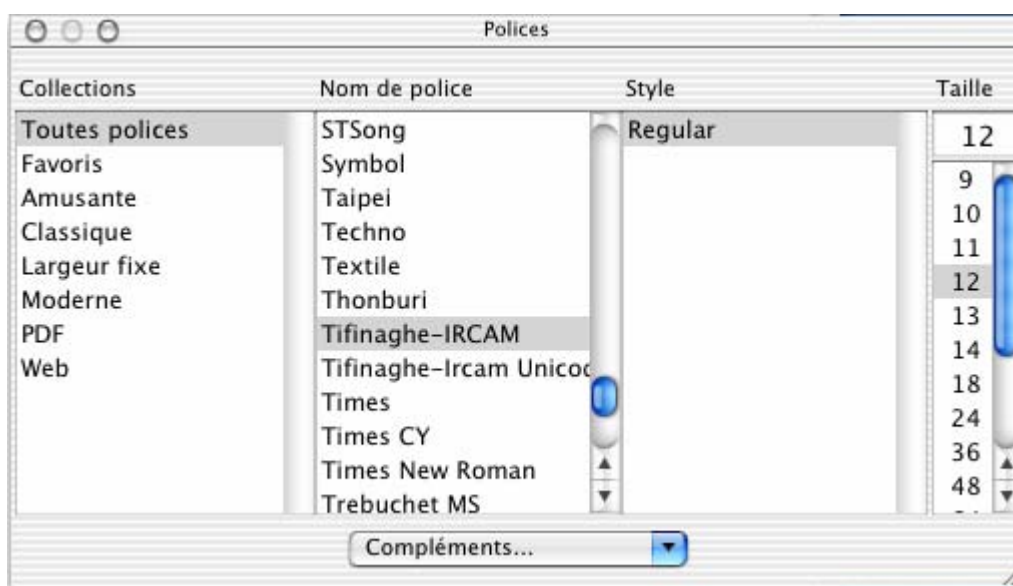 Polices
Collections
Nom de police
Style
Taille
Toutes polices
Favoris
Amusante
Classique
Largeur fixe
Moderne
PDF
Web
STSong
Symbol
Taipei
Techno
Textile
Thonburi
Tifinaghe-IRCAM
Tifinaghe-Ircam
Times
Times CY
Times New Roman
Trebuchet MS
Regular
12
9
10
11
12
13
14
18
24
36
48
Compléments...